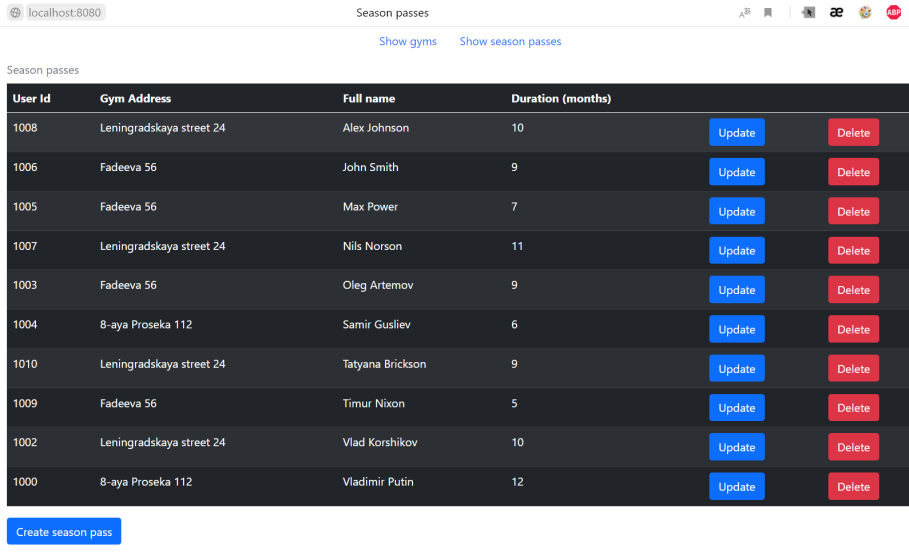 localhost:8080 Season passes ABP
Show gyms Show season passes
Season passes
User Id Gym Address Full name Duration (months)
1008 Leningradskaya street 24 Alex Johnson 10 Update Delete
1006 Fadeeva 56 John Smith 9 Update Delete
1005 Fadeeva 56 Max Power 7 Update Delete
1007 Leningradskaya street 24 Nils Norson 11 Update Delete
1003 Fadeeva 56 Oleg Artemov 9 Update Delete
1004 8-aya Proseka 112 Samir Gusliev 6 Update Delete
1010 Leningradskaya street 24 Tatyana Brickson 9 Update Delete
1009 Fadeeva 56 Timur Nixon 5 Update Delete
1002 Leningradskaya street 24 Vlad Korshikov 10 Update Delete
1000 8-aya Proseka 112 Vladimir Putin 12 Update Delete
Create season pass